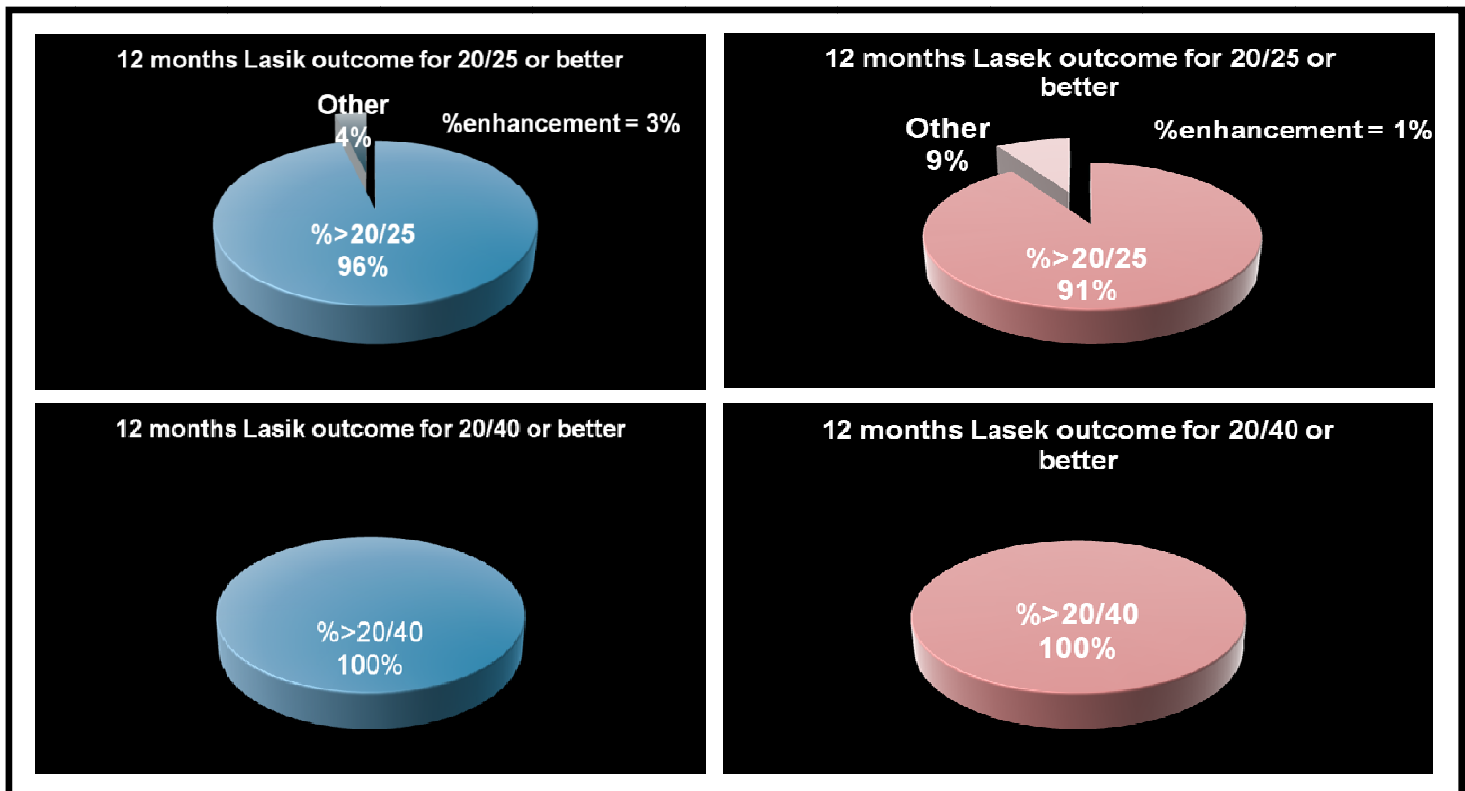 12 months Lasik outcome for 20/25 or better
Other
4%
%enhancement = 3%
%>20/25
96%
12 months Lasek outcome for 20/25 or
better
Other
9%
%enhancement = 1%
%>20/25
91%
12 months Lasik outcome for 20/40 or better
%>20/40
100%
12 months Lasek outcome for 20/40 or
better
%>20/40
100%